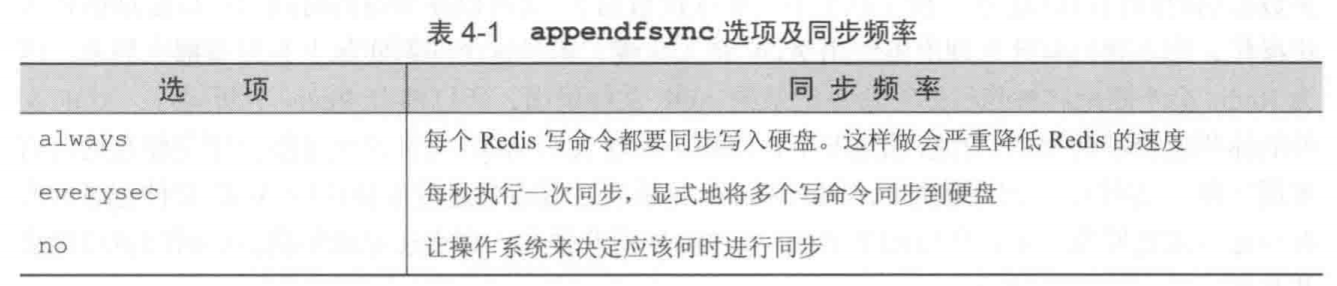 表 4-1 appendfsync 选项及同步频率
选 项 同 步 频 率
always 每个 Redis 写命令都要同步写入硬盘。这样做会严重降低 Redis 的速度
everysec 每秒执行一次同步，显式地将多个写命令同步到硬盘
no 让操作系统来决定应该何时进行同步